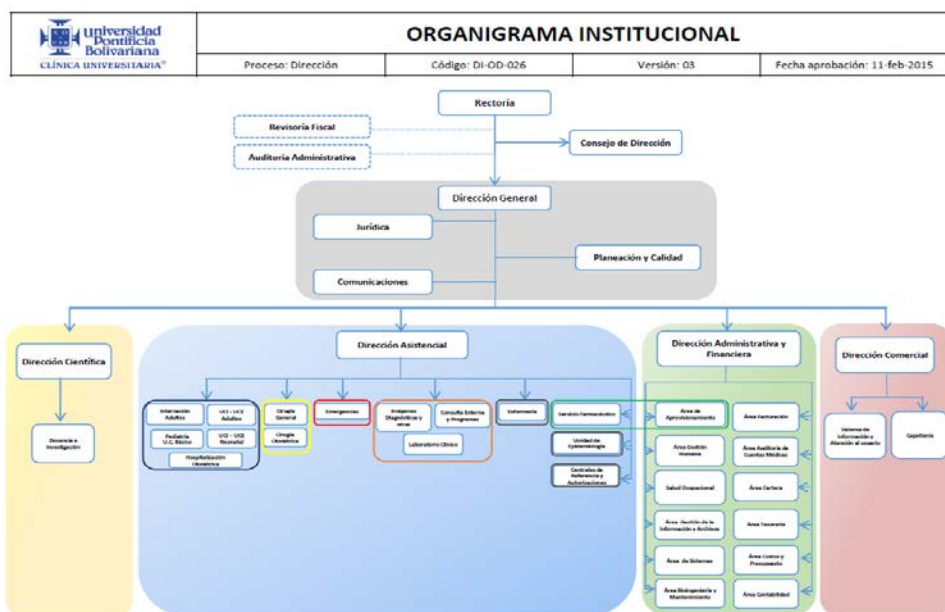 Universidad
Pontificia
Bolivariana
CLÍNICA UNIVERSITARIA®
ORGANIGRAMA INSTITUCIONAL
Proceso: Dirección
Código: DI-OD-026
Versión: 03
Fecha aprobación: 11-feb-2015
Rectoría
Revisoría Fiscal
Auditoría Administrativa
Consejo de Dirección
Dirección General
Jurídica
Planeación y Calidad
Comunicaciones
Dirección Científica
Docencia e
Investigación
Dirección Asistencial
Internación
Adultos
UCI - UCE
Adultos
Pediatría
U.C. Básico
UCI - UCE
Neonatal
Hospitalización
Obstétrica
Cirugía
General
Cirugía
Obstétrica
Emergencias
Imágenes
Diagnósticas y
otras
Consulta Externa
y Programas
Laboratorio Clínico
Enfermería
Servicio Farmacéutico
Unidad de
Epidemiología
Centrales de
Referencia y
Autorizaciones
Dirección Administrativa y
Financiera
Área de
Aprovisionamiento
Área Gestión
Humana
Salud Ocupacional
Área Gestión de la
Información y Archivos
Área de Sistemas
Área Bioingeniería y
Mantenimiento
Área Facturación
Área Auditoría de
Cuentas Médicas
Área Cartera
Área Tesorería
Área Costos y
Presupuesto
Área Contabilidad
Dirección Comercial
Sistema de
Información y
Atención al usuario
Capellanía